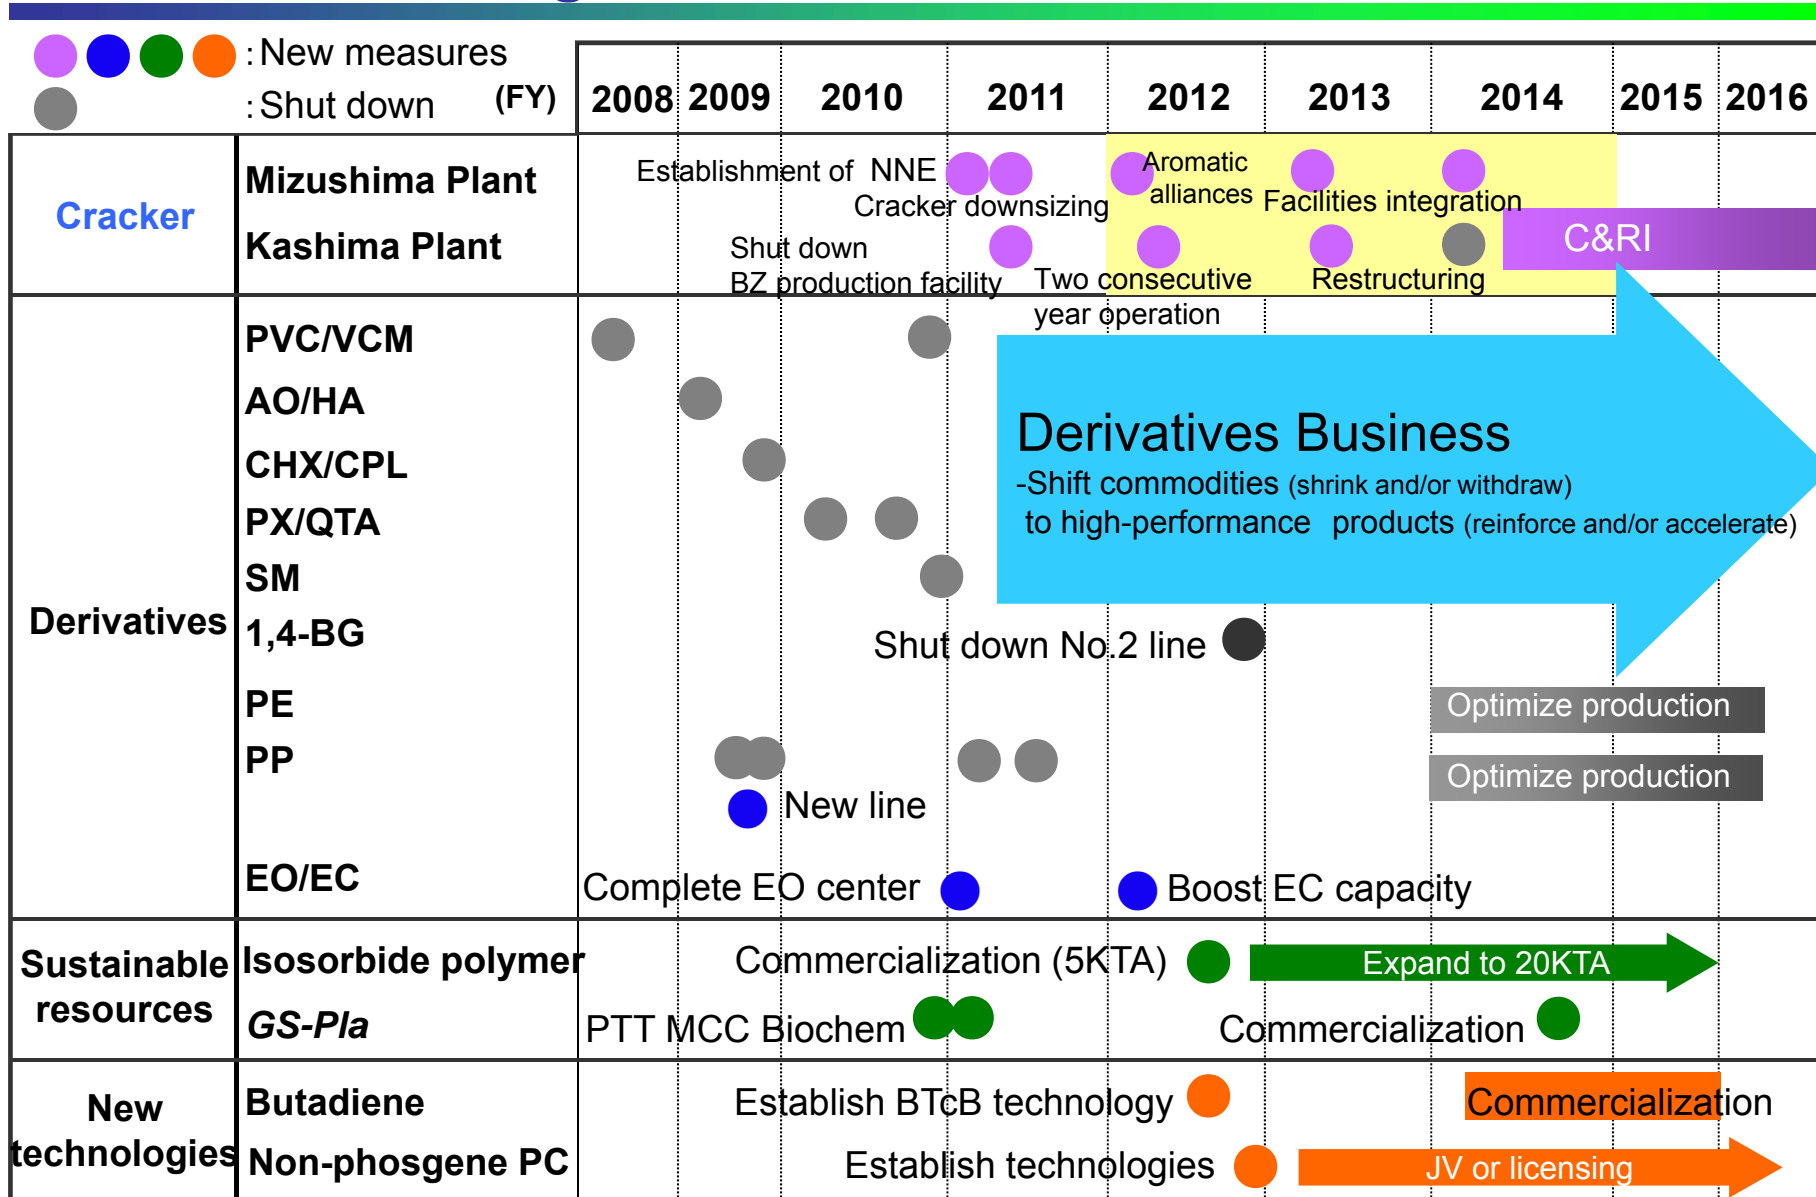 : New measures
: Shut down (FY)
2008 2009 2010 2011 2012 2013 2014 2015 2016
Cracker
Mizushima Plant
Establishment of NNE
Cracker downsizing
Aromatic
alliances
Facilities integration
Kashima Plant
Shut down
BZ production facility
Two consecutive
year operation
Restructuring
C&RI
Derivatives
PVC/VCM
AO/HA
CHX/CPL
PX/QTA
SM
1,4-BG
Shut down No.2 line
PE
PP
New line
EO/EC
Complete EO center
Boost EC capacity
Derivatives Business
-Shift commodities (shrink and/or withdraw)
to high-performance products (reinforce and/or accelerate)
Optimize production
Optimize production
Sustainable
resources
Isosorbide polymer
Commercialization (5KTA)
Expand to 20KTA
GS-Pla
PTT MCC Biochem
Commercialization
New
technologies
Butadiene
Establish BTcB technology
Commercialization
Non-phosgene PC
Establish technologies
JV or licensing